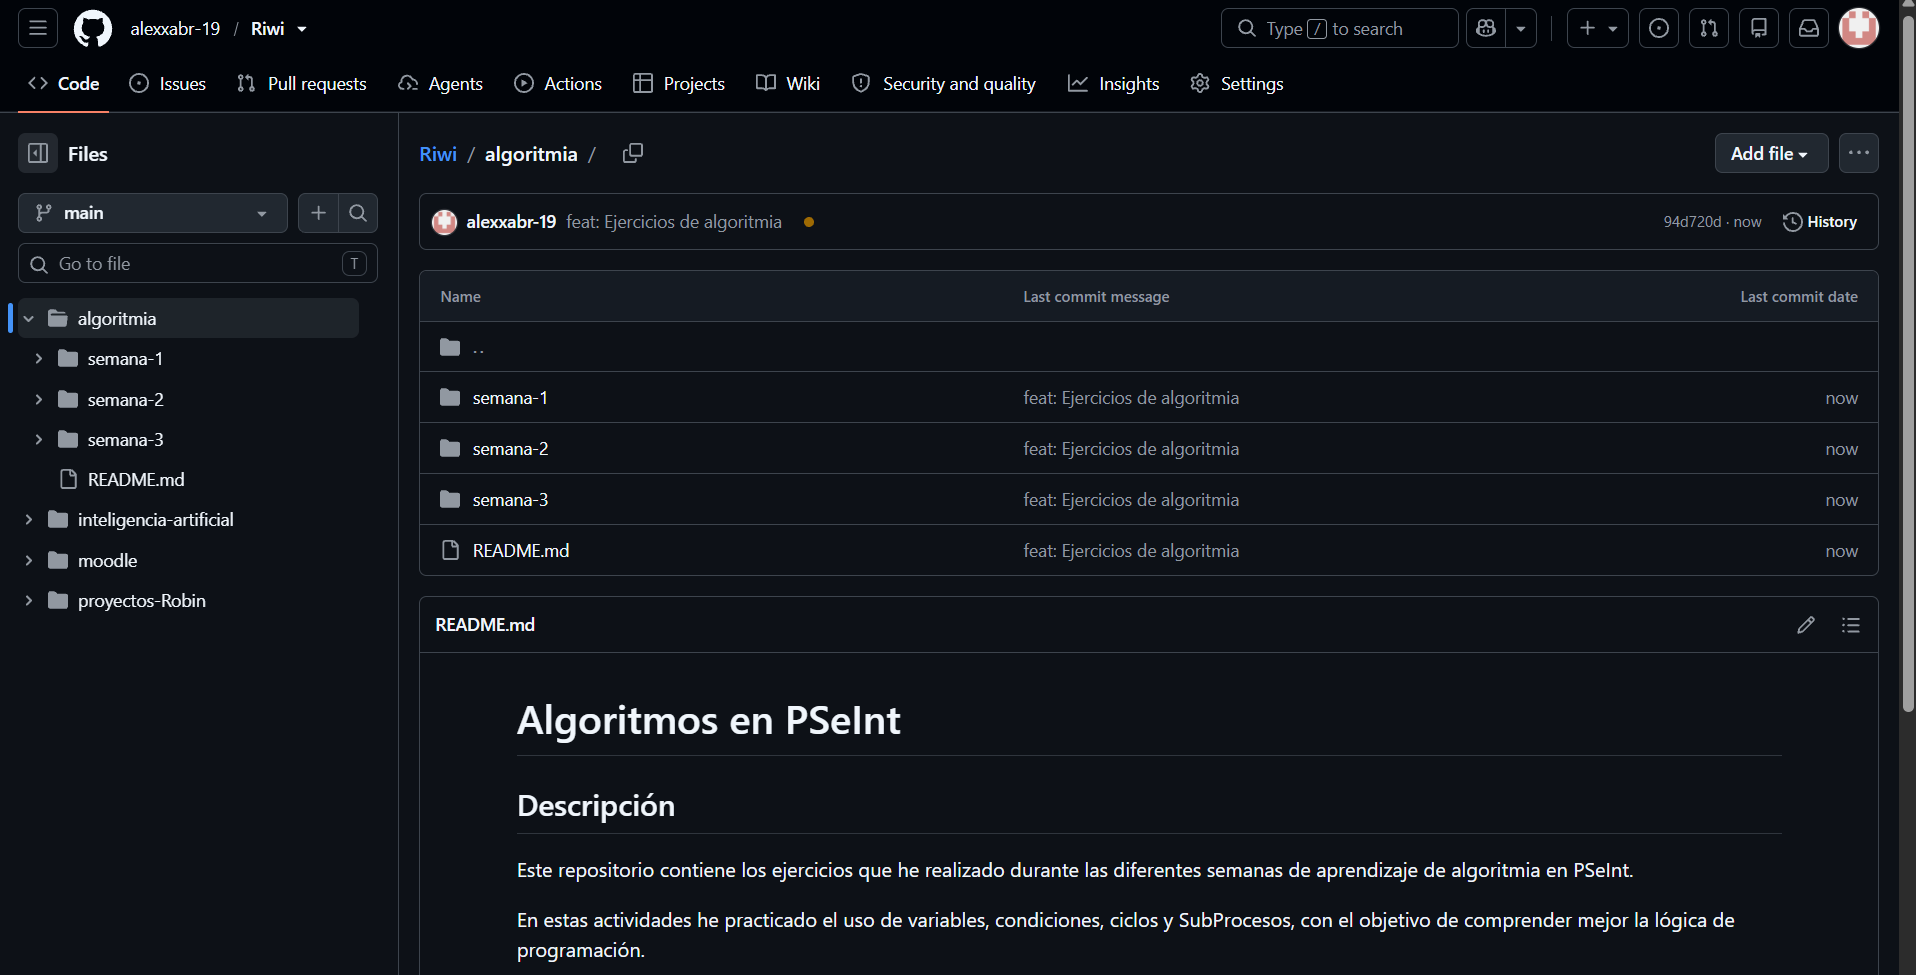 alexxabr-19 / Riwi
Type / to search
Code
Issues
Pull requests
Agents
Actions
Projects
Wiki
Security and quality
Insights
Settings
Files
main
Go to file
T
algoritmia
semana-1
semana-2
semana-3
README.md
inteligencia-artificial
moodle
proyectos-Robin
Riwi / algoritmia /
Add file
alexxabr-19 feat: Ejercicios de algoritmia
94d720d · now
History
Name Last commit message Last commit date
..
semana-1 feat: Ejercicios de algoritmia now
semana-2 feat: Ejercicios de algoritmia now
semana-3 feat: Ejercicios de algoritmia now
README.md feat: Ejercicios de algoritmia now
README.md
Algoritmos en PSeInt
Descripción
Este repositorio contiene los ejercicios que he realizado durante las diferentes semanas de aprendizaje de algoritmia en PSeInt.
En estas actividades he practicado el uso de variables, condiciones, ciclos y SubProcesos, con el objetivo de comprender mejor la lógica de
programación.